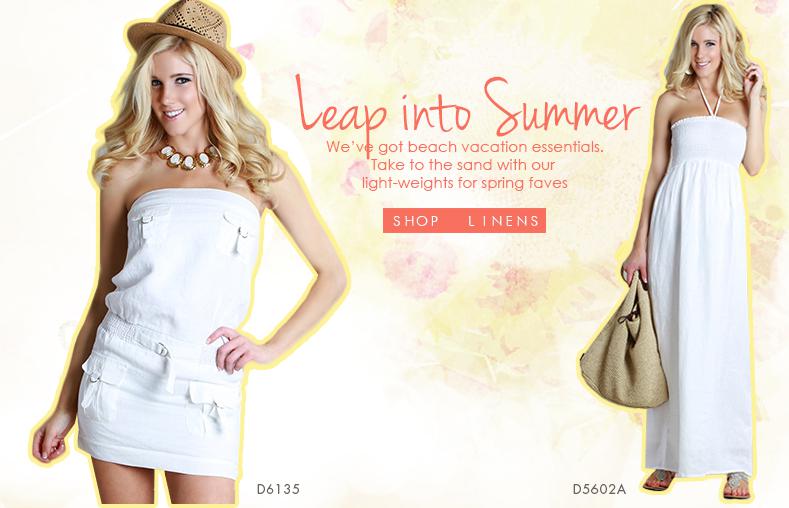 Leap into Summer
We've got beach vacation essentials.
Take to the sand with our
light-weights for spring faves
SHOP LINENS
D6135
D5602A